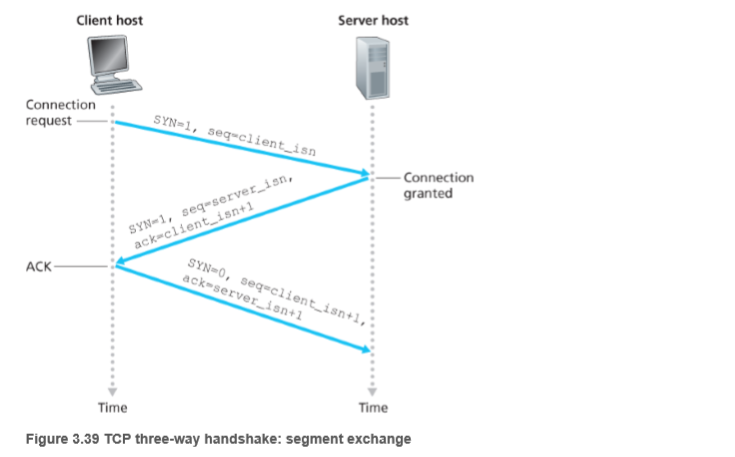 Client host
Server host
Connection
request
SYN=1, seq=client_isn
Connection
granted
SYN=1, seq=server_isn,
ack=client_isn+1
ACK
SYN=0, seq=client_isn+1,
ack=server_isn+1
Time
Time
Figure 3.39 TCP three-way handshake: segment exchange